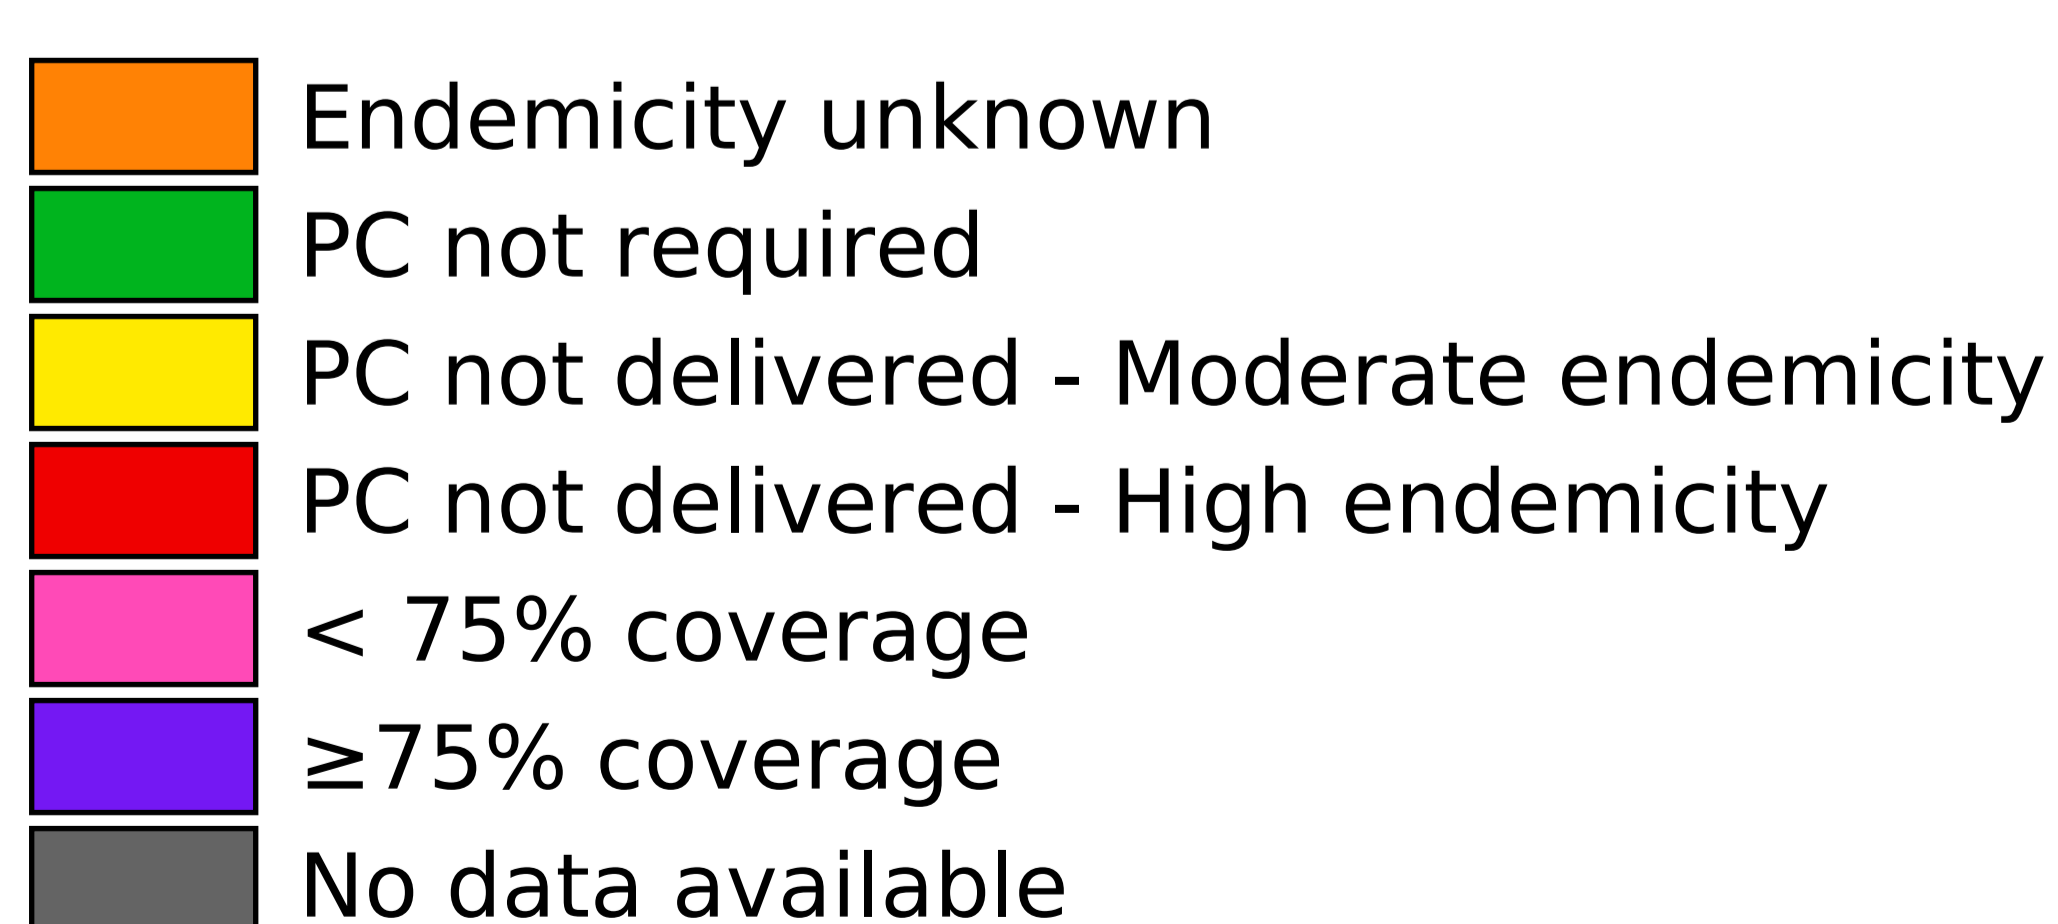 Endemicity unknown
PC not required
PC not delivered - Moderate endemicity
PC not delivered - High endemicity
< 75% coverage
≥75% coverage
No data available